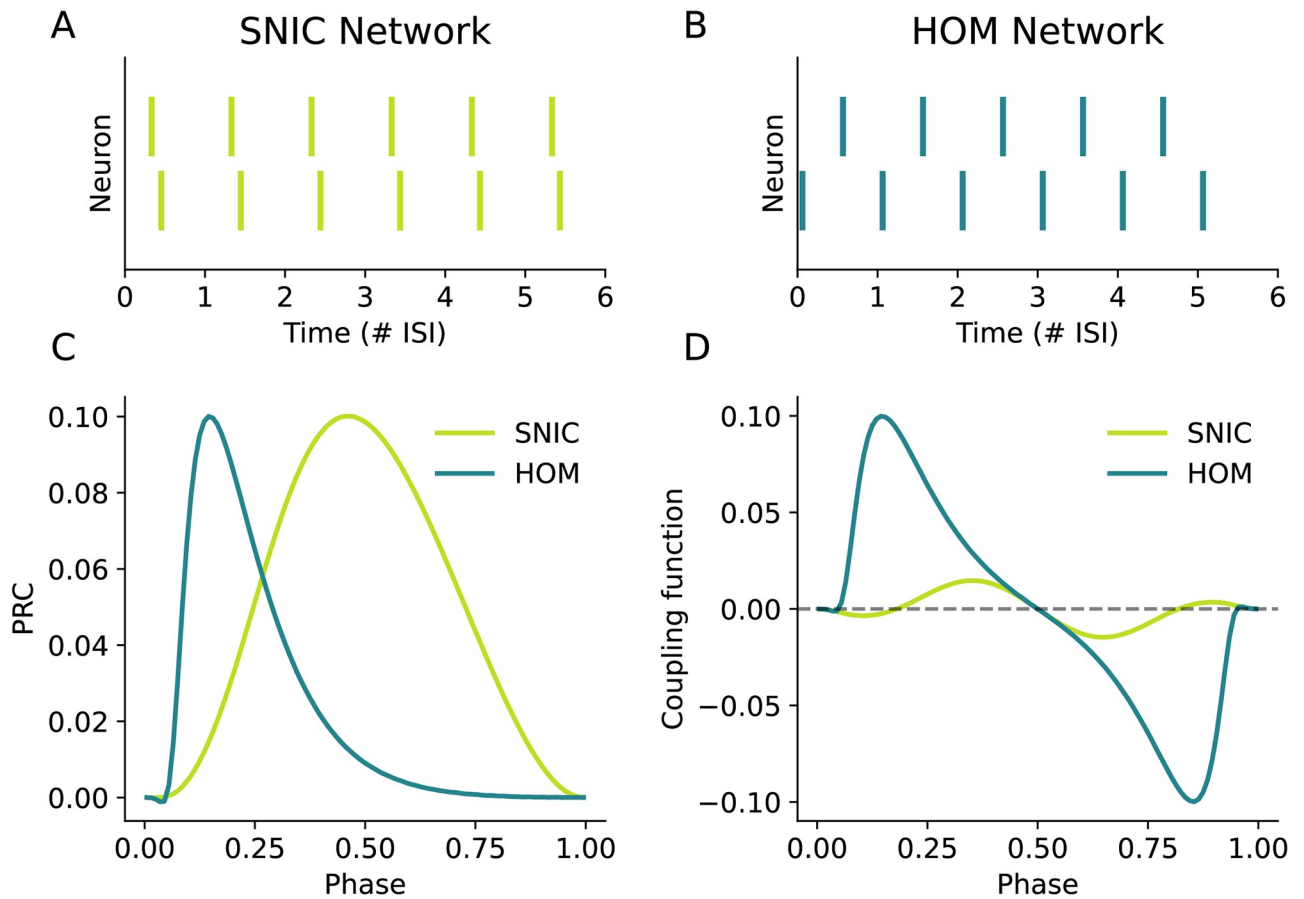 A
SNIC Network
Neuron
0 1 2 3 4 5 6
Time (# ISI)
B
HOM Network
Neuron
0 1 2 3 4 5 6
Time (# ISI)
C
PRC
0.10
0.08
0.06
0.04
0.02
0.00
SNIC
HOM
0.00 0.25 0.50 0.75 1.00
Phase
D
Coupling function
0.10
0.05
0.00
−0.05
−0.10
SNIC
HOM
0.00 0.25 0.50 0.75 1.00
Phase